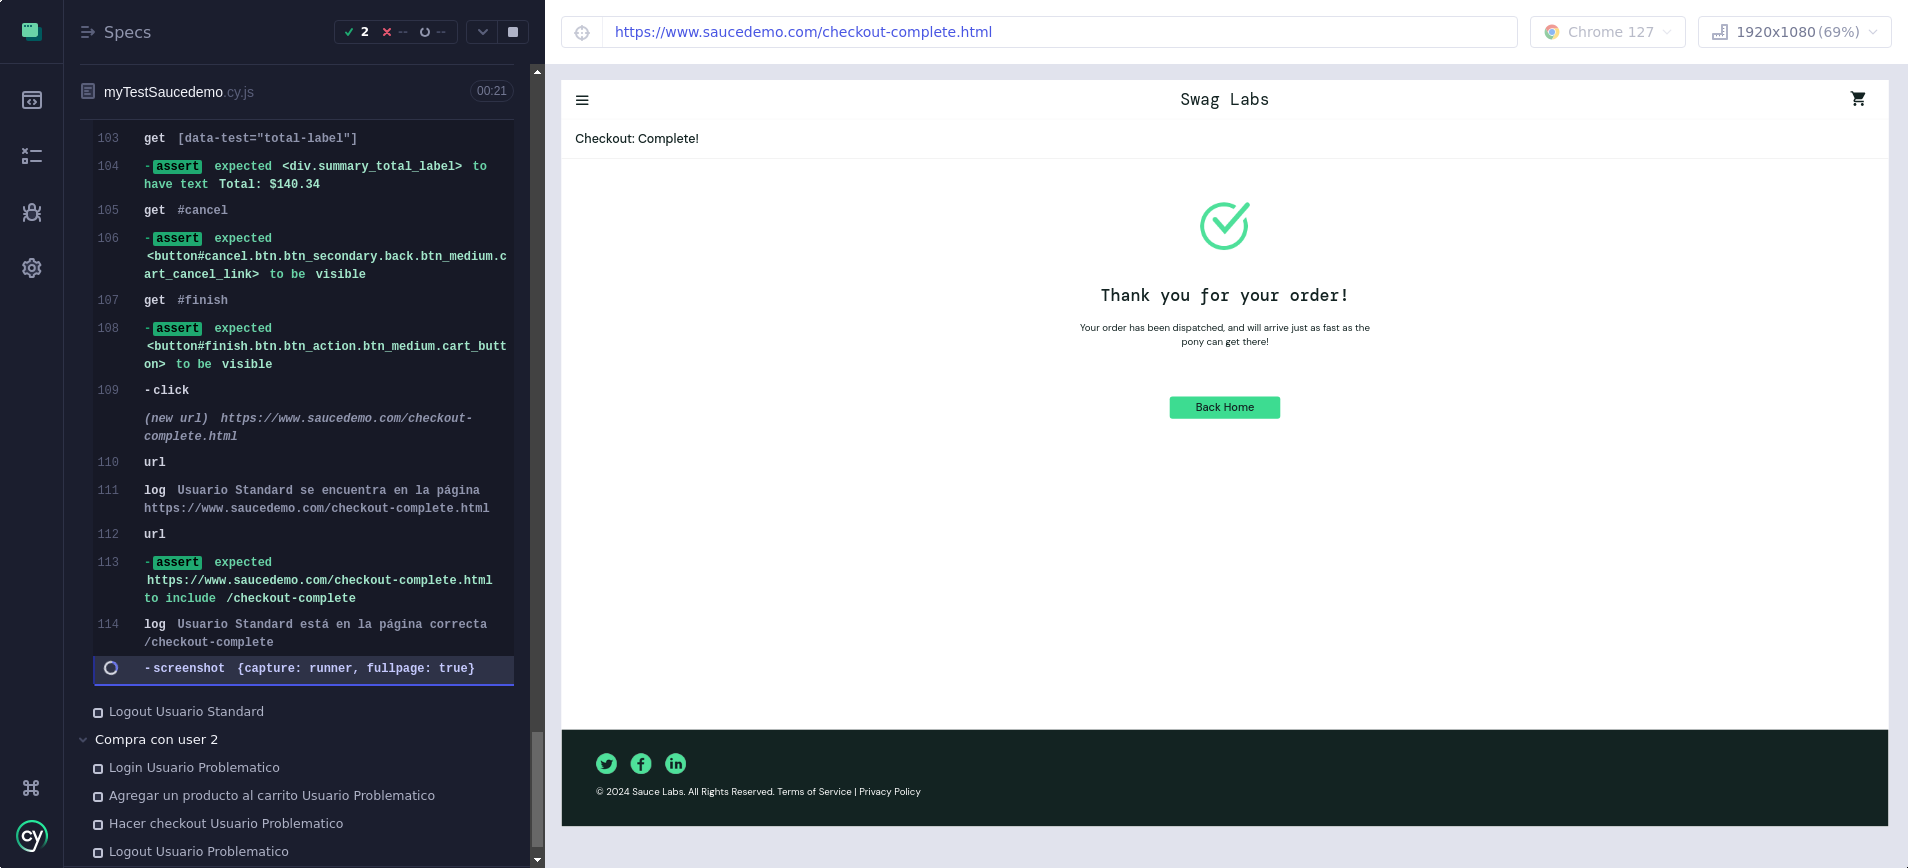 Specs
2
--
--
https://www.saucedemo.com/checkout-complete.html
Chrome 127
1920x1080 (69%)
myTestSaucedemo.cy.js
00:21
103 get [data-test="total-label"]
104 -assert expected <div.summary_total_label> to
have text Total: $140.34
105 get #cancel
106 -assert expected
<button#cancel.btn.btn_secondary.back.btn_medium.c
art_cancel_link> to be visible
107 get #finish
108 -assert expected
<button#finish.btn.btn_action.btn_medium.cart_butt
on> to be visible
109 -click
(new url) https://www.saucedemo.com/checkout-
complete.html
110 url
111 log Usuario Standard se encuentra en la página
https://www.saucedemo.com/checkout-complete.html
112 url
113 -assert expected
https://www.saucedemo.com/checkout-complete.html
to include /checkout-complete
114 log Usuario Standard está en la página correcta
/checkout-complete
-screenshot {capture: runner, fullpage: true}
Logout Usuario Standard
Compra con user 2
Login Usuario Problematico
Agregar un producto al carrito Usuario Problematico
Hacer checkout Usuario Problematico
Logout Usuario Problematico
cy
Swag Labs
Checkout: Complete!
Thank you for your order!
Your order has been dispatched, and will arrive just as fast as the
pony can get there!
Back Home
© 2024 Sauce Labs. All Rights Reserved. Terms of Service | Privacy Policy